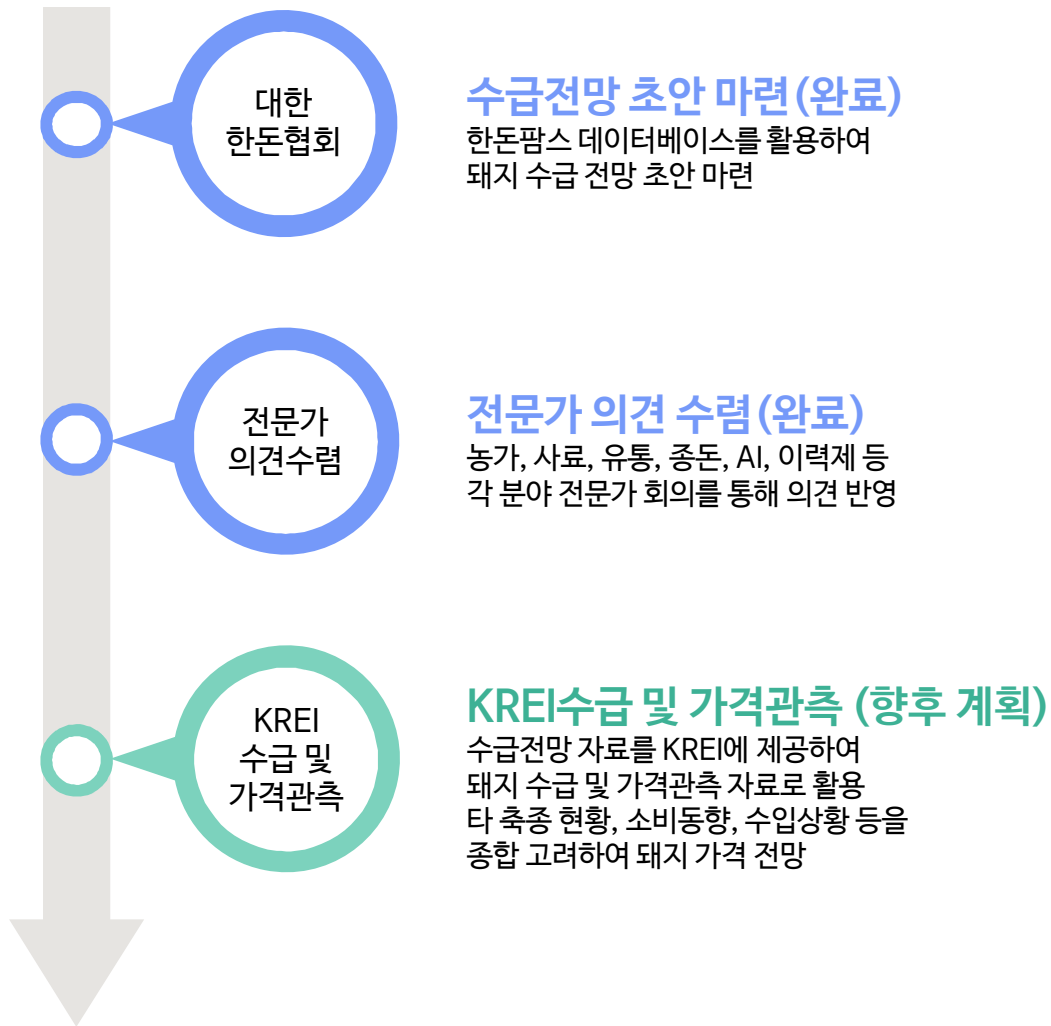 대한
한돈협회
수급전망 초안 마련(완료)
한돈팜스 데이터베이스를 활용하여
돼지 수급 전망 초안 마련
전문가
의견수렴
전문가 의견 수렴(완료)
농가, 사료, 유통, 종돈, AI, 이력제 등
각 분야 전문가 회의를 통해 의견 반영
KREI
수급 및
가격관측
KREI수급 및 가격관측 (향후 계획)
수급전망 자료를 KREI에 제공하여
돼지 수급 및 가격관측 자료로 활용
타 축종 현황, 소비동향, 수입상황 등을
종합 고려하여 돼지 가격 전망